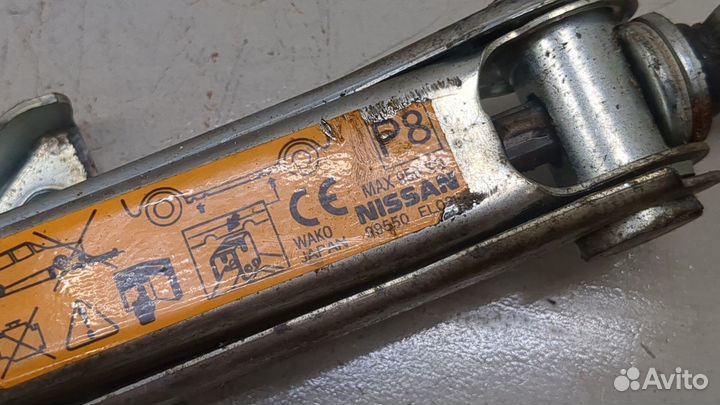 P8
MAX
NISSAN
99550
CE
WAKO
JAPAN
Avito